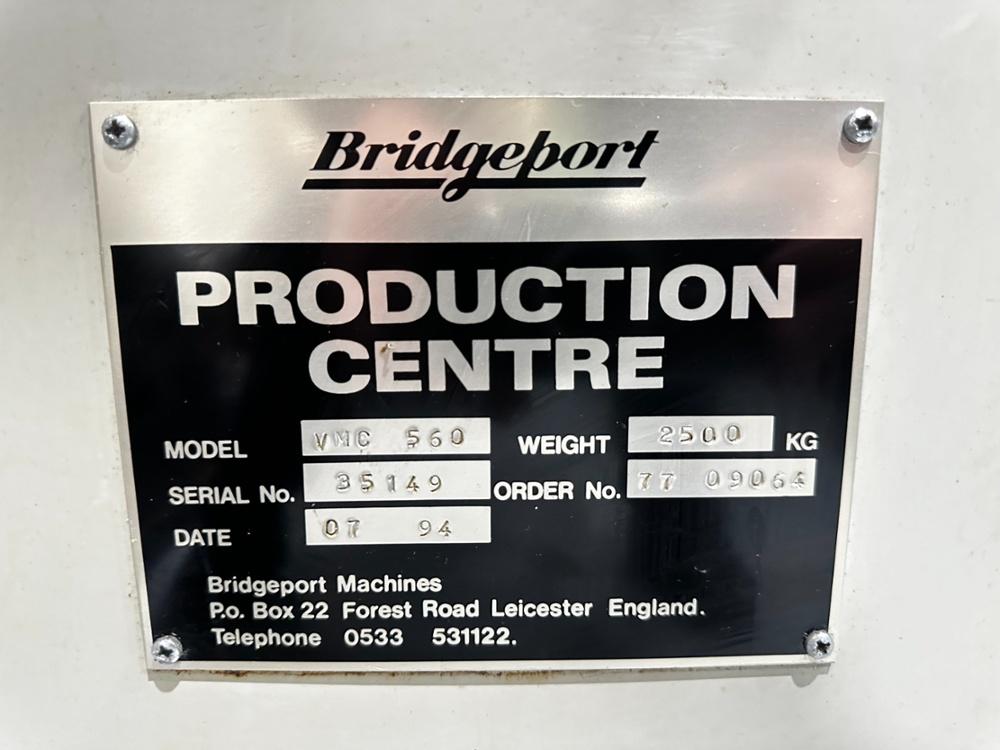 Bridgeport
PRODUCTION
CENTRE
MODEL VMC 560 WEIGHT 2500 KG
SERIAL No. 35149 ORDER No. 77 09064
DATE 07 94
Bridgeport Machines
P.o. Box 22 Forest Road Leicester England.
Telephone 0533 531122.